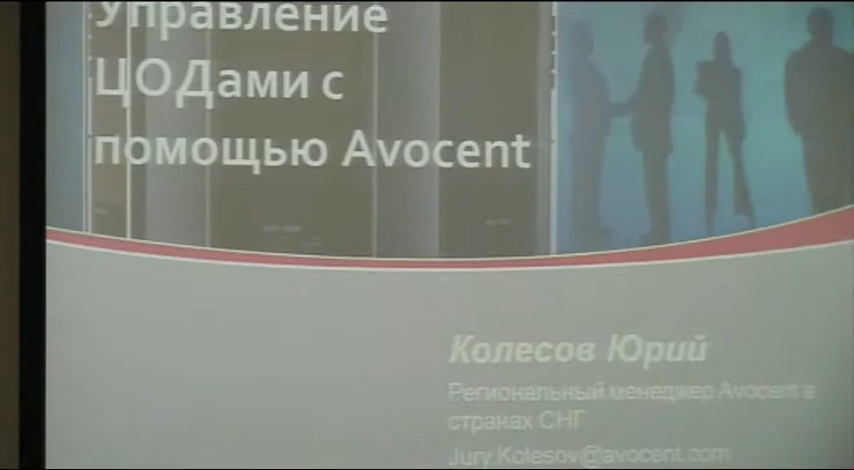 Управление
ЦОДами с
помощью Avocent
Колесов Юрий
Региональный менеджер Avocent в
странах СНГ
Jury.Kolesov@avocent.com